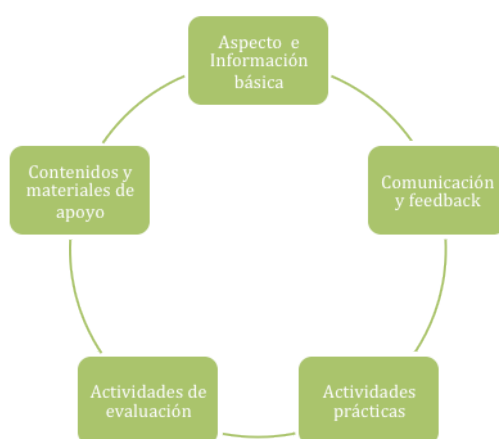 Aspecto e
Información
básica
Comunicación
y feedback
Actividades
prácticas
Actividades de
evaluación
Contenidos y
materiales de
apoyo